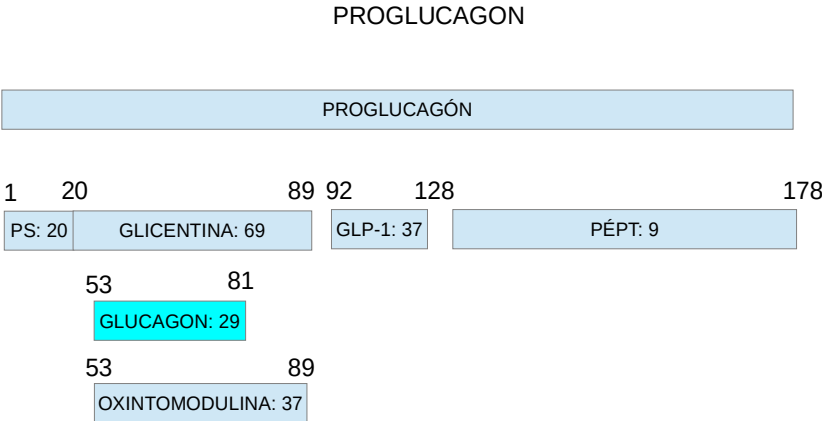 PROGLUCAGON
PROGLUCAGÓN
1 20 89 92 128 178
PS: 20 GLICENTINA: 69 GLP-1: 37 PÉPT: 9
53 81
GLUCAGON: 29
53 89
OXINTOMODULINA: 37